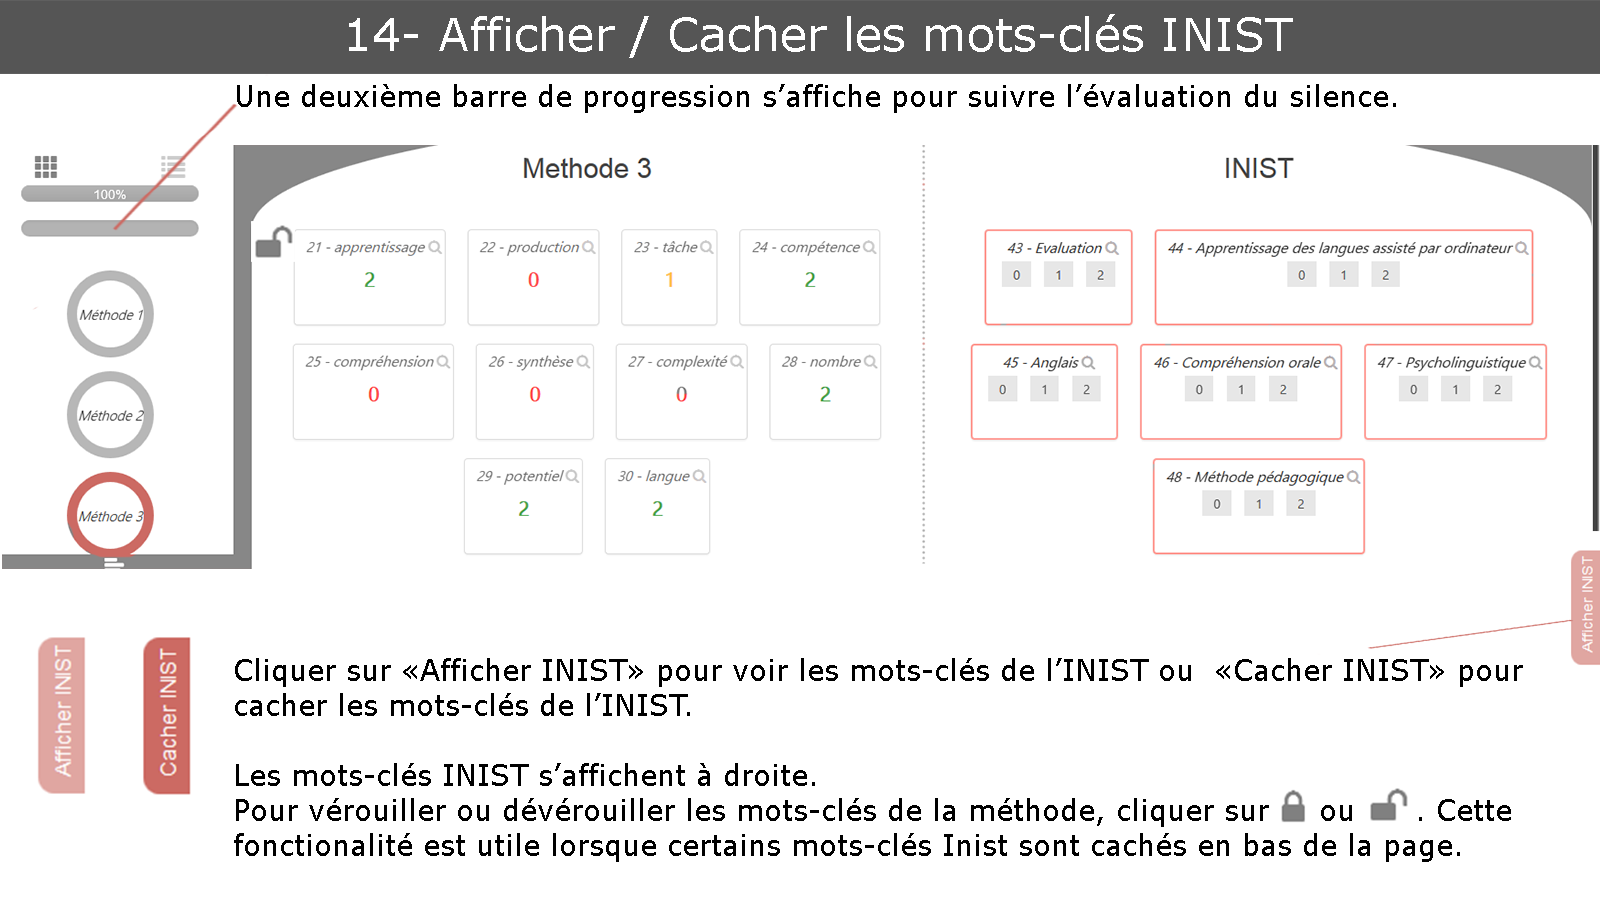 14- Afficher / Cacher les mots-clés INIST
Une deuxième barre de progression s’affiche pour suivre l’évaluation du silence.
100%
Méthode 1
Méthode 2
Méthode 3
Methode 3
21 - apprentissage
2
22 - production
0
23 - tâche
1
24 - compétence
2
25 - compréhension
0
26 - synthèse
0
27 - complexité
0
28 - nombre
2
29 - potentiel
2
30 - langue
2
INIST
43 - Evaluation
0 1 2
44 - Apprentissage des langues assisté par ordinateur
0 1 2
45 - Anglais
0 1 2
46 - Compréhension orale
0 1 2
47 - Psycholinguistique
0 1 2
48 - Méthode pédagogique
0 1 2
Afficher INIST
Afficher INIST
Cacher INIST
Cliquer sur «Afficher INIST» pour voir les mots-clés de l’INIST ou «Cacher INIST» pour
cacher les mots-clés de l’INIST.
Les mots-clés INIST s’affichent à droite.
Pour vérouiller ou dévérouiller les mots-clés de la méthode, cliquer sur ou . Cette
fonctionalité est utile lorsque certains mots-clés Inist sont cachés en bas de la page.